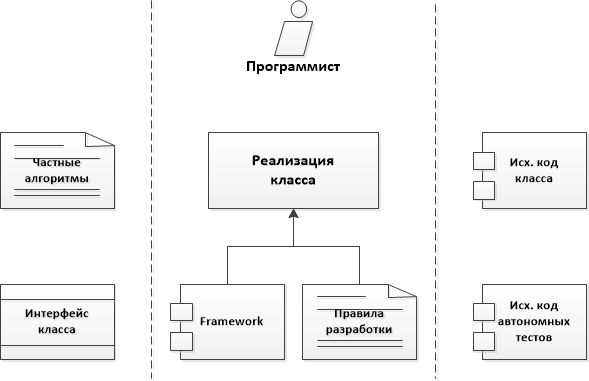 Программист
Частные
алгоритмы
Реализация
класса
Исх. код
класса
Интерфейс
класса
Framework
Правила
разработки
Исх. код
автономных
тестов